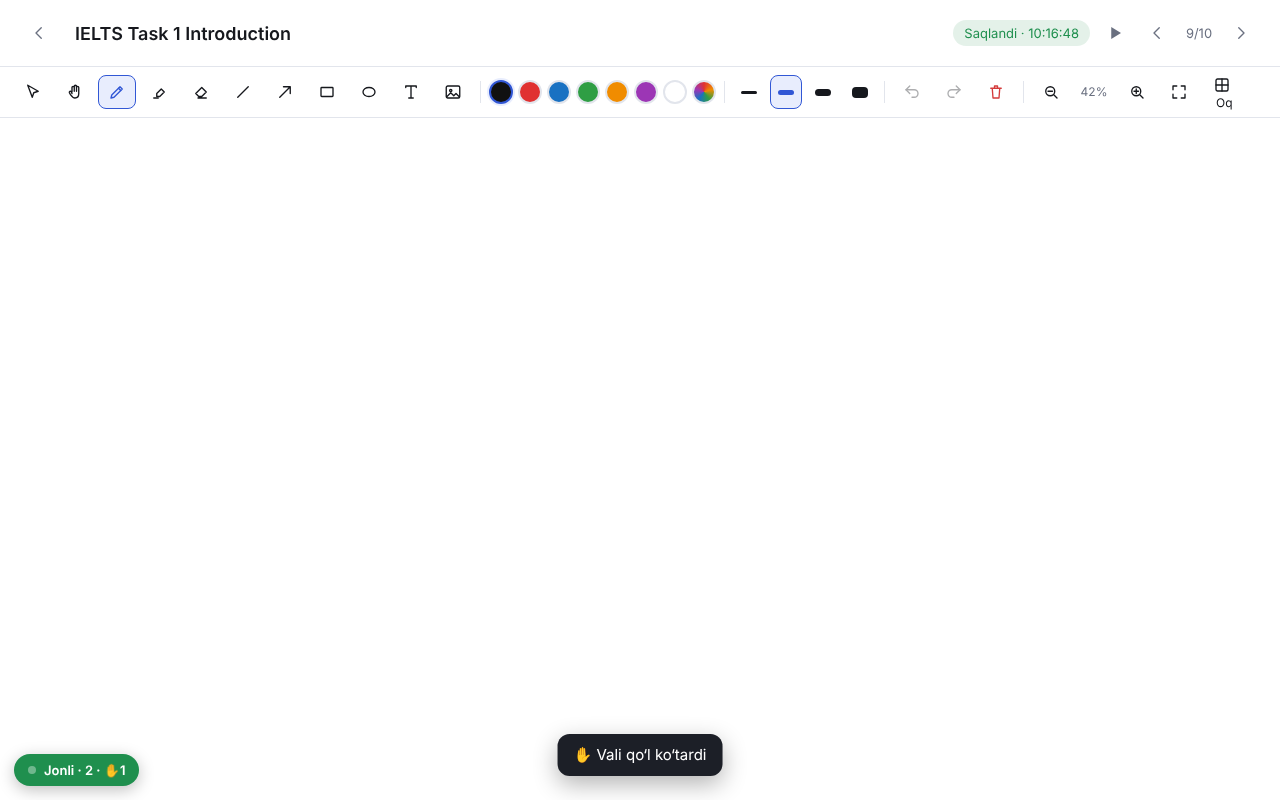 IELTS Task 1 Introduction
Saqlandi · 10:16:48
9/10
42%
Oq
✋ Vali qo‘l ko‘tardi
Jonli · 2 · ✋1